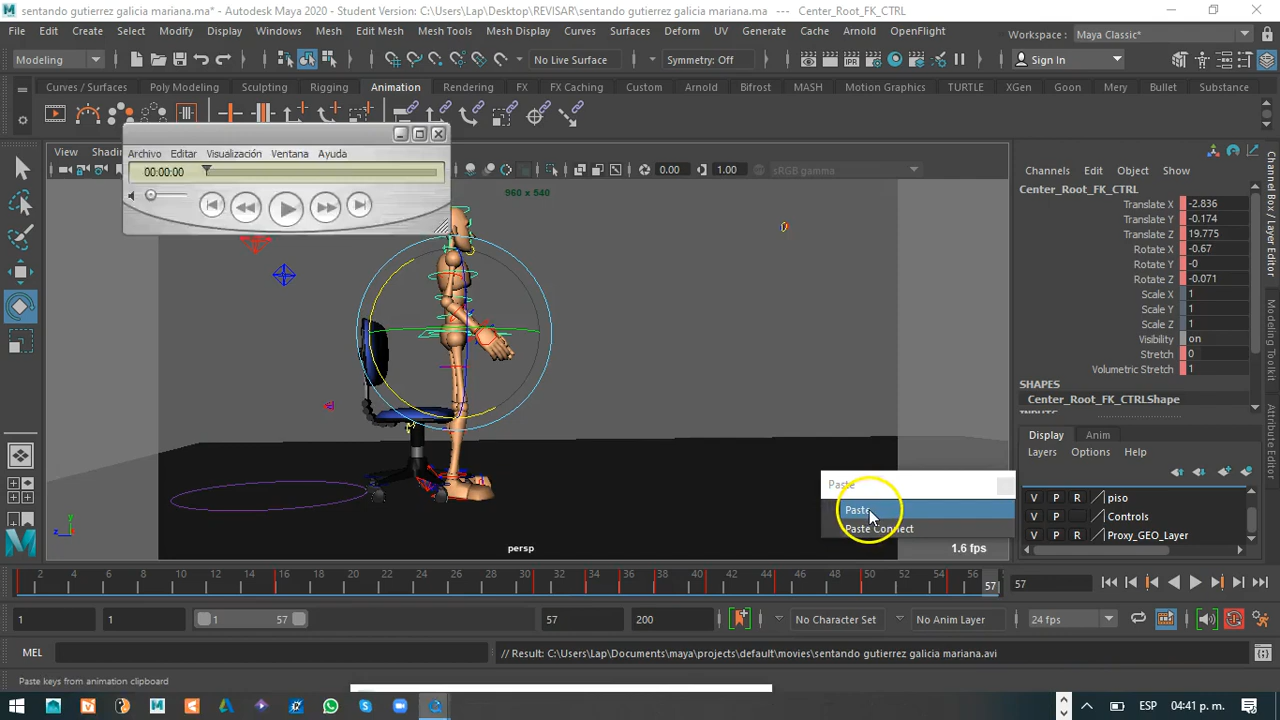 sentando gutierrez galicia mariana.ma* - Autodesk Maya 2020 - Student Version: C:\Users\Lap\Desktop\REVISAR\sentando gutierrez galicia mariana.ma --- Center_Root_FK_CTRL
File Edit Create Select Modify Display Windows Mesh Edit Mesh Mesh Tools Mesh Display Curves Surfaces Deform UV Generate Cache Arnold OpenFlight Workspace : Maya Classic*
Modeling No Live Surface Symmetry: Off Sign In
Curves / Surfaces Poly Modeling Sculpting Rigging Animation Rendering FX FX Caching Custom Arnold Bifrost MASH Motion Graphics TURTLE XGen Goon Mery Bullet Substance
View Shadin
Archivo Editar Visualización Ventana Ayuda
00:00:00
0.00 1.00 sRGB gamma
960 x 540
Channels Edit Object Show
Center_Root_FK_CTRL
Translate X -2.836
Translate Y -0.174
Translate Z 19.775
Rotate X -0.67
Rotate Y -0
Rotate Z -0.071
Scale X 1
Scale Y 1
Scale Z 1
Visibility on
Stretch 0
Volumetric Stretch 1
SHAPES
Center_Root_FK_CTRLShape
Channel Box / Layer Editor
Modeling Toolkit
Attribute Editor
Display Anim
Layers Options Help
V P R piso
V P Controls
V P R Proxy_GEO_Layer
Paste
Paste
Paste Connect
1.6 fps
persp
2 4 6 8 10 12 14 16 18 20 22 24 26 28 30 32 34 36 38 40 42 44 46 48 50 52 54 56 57 57
1 1 1 57 57 200 No Character Set No Anim Layer 24 fps
MEL // Result: C:\Users\Lap\Documents\maya\projects\default\movies\sentando gutierrez galicia mariana.avi
Paste keys from animation clipboard
ESP 04:41 p. m.